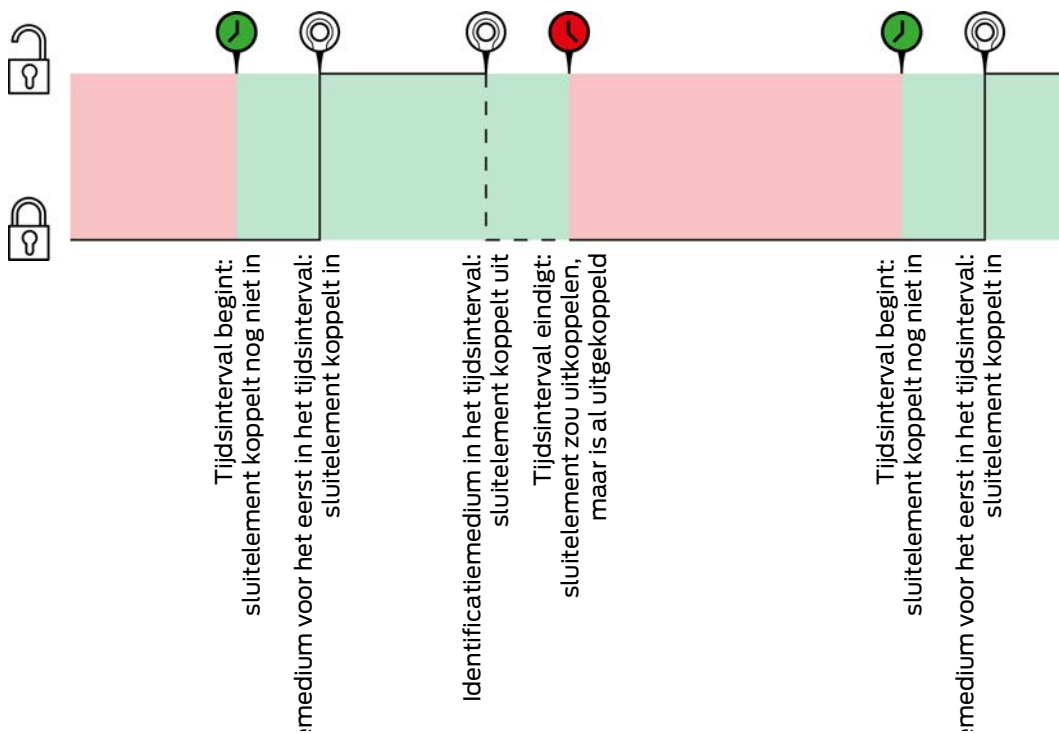 Tijdsinterval begint:
sluitelement koppelt nog niet in
emedium voor het eerst in het tijdsinterval:
sluitelement koppelt in
Identificatiemedium in het tijdsinterval:
sluitelement koppelt uit
Tijdsinterval eindigt:
sluitelement zou uitkoppelen,
maar is al uitgekoppeld
Tijdsinterval begint:
sluitelement koppelt nog niet in
emedium voor het eerst in het tijdsinterval:
sluitelement koppelt in